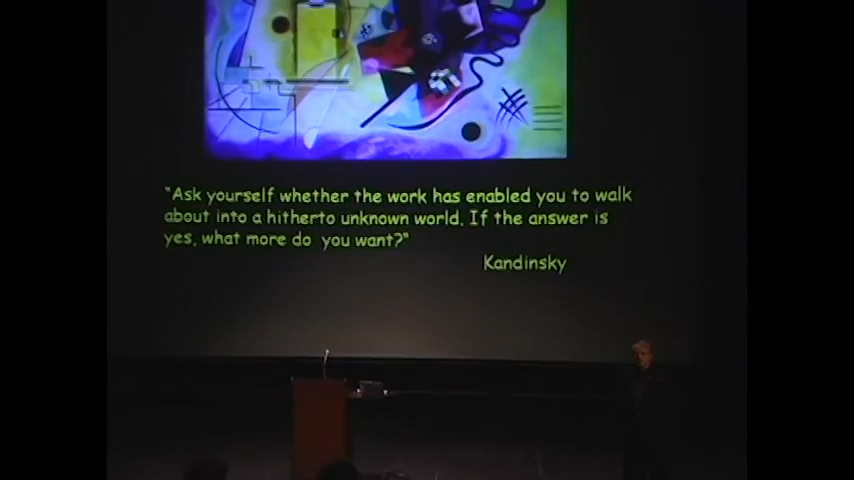 "Ask yourself whether the work has enabled you to walk
about into a hitherto unknown world. If the answer is
yes, what more do you want?"
Kandinsky